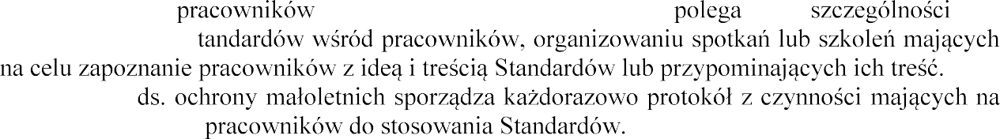 pracowników polega szczególności
tandardów wśród pracowników, organizowaniu spotkań lub szkoleń mających
na celu zapoznanie pracowników z ideą i treścią Standardów lub przypominających ich treść.
ds. ochrony małoletnich sporządza każdorazowo protokół z czynności mających na
pracowników do stosowania Standardów.